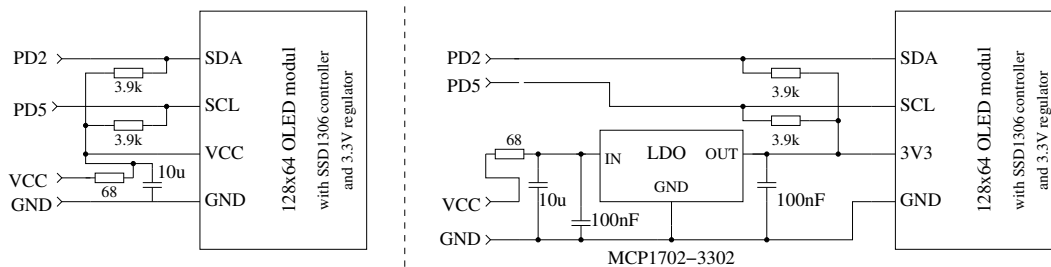 PD2
SDA
3.9k
PD5
SCL
3.9k
VCC
VCC
68
10u
GND
GND
128x64 OLED modul
with SSD1306 controller
and 3.3V regulator
PD2
SDA
PD5
3.9k
SCL
3.9k
68
IN
LDO
OUT
3V3
GND
VCC
10u
100nF
100nF
GND
GND
MCP1702-3302
128x64 OLED modul
with SSD1306 controller
and 3.3V regulator